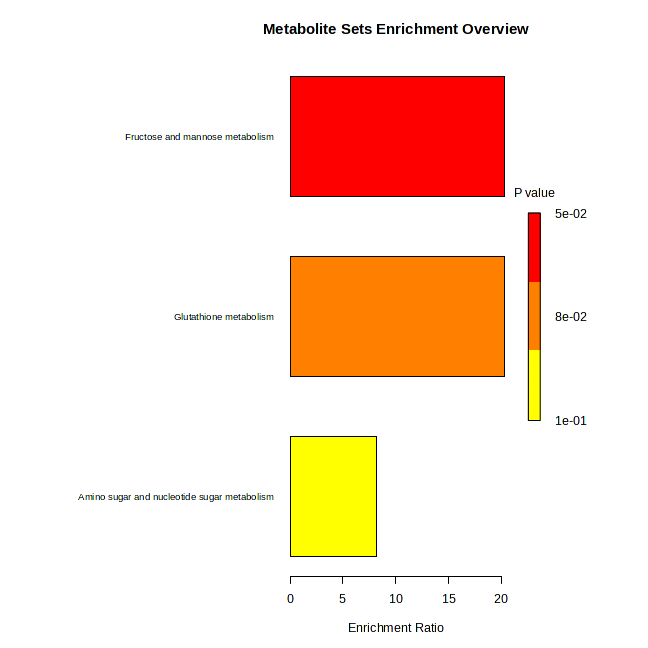 Metabolite Sets Enrichment Overview
Fructose and mannose metabolism
P value
5e-02
Glutathione metabolism
8e-02
1e-01
Amino sugar and nucleotide sugar metabolism
0 5 10 15 20
Enrichment Ratio